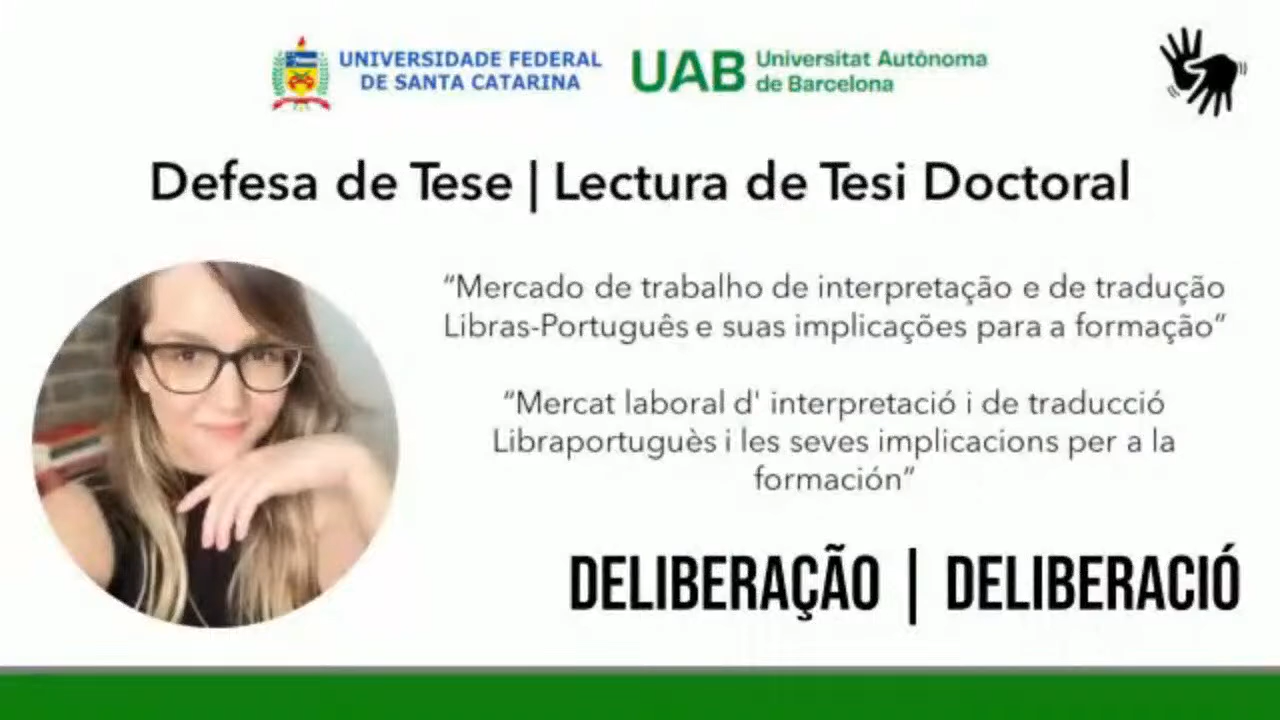 UNIVERSIDADE FEDERAL
DE SANTA CATARINA
UAB
Universitat Autônoma
de Barcelona
Defesa de Tese | Lectura de Tesi Doctoral
“Mercado de trabalho de interpretação e de tradução
Libras-Português e suas implicações para a formação”
“Mercat laboral d' interpretació i de traducció
Libraportuguès i les seves implicacions per a la
formación”
DELIBERAÇÃO | DELIBERACIÓ